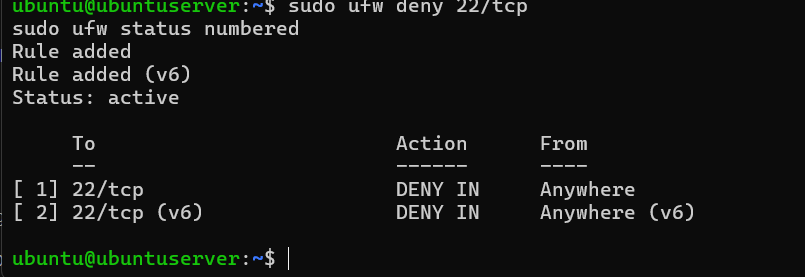 ubuntu@ubuntuserver:~$ sudo ufw deny 22/tcp
sudo ufw status numbered
Rule added
Rule added (v6)
Status: active
To Action From
-- ------ ----
[ 1] 22/tcp DENY IN Anywhere
[ 2] 22/tcp (v6) DENY IN Anywhere (v6)
ubuntu@ubuntuserver:~$